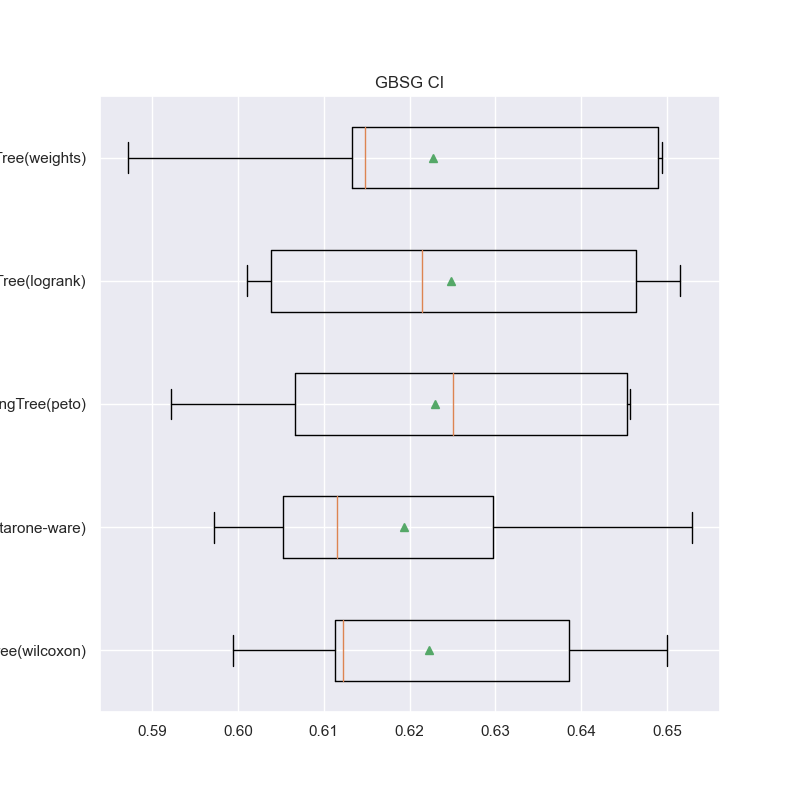 GBSG CI
Tree(weights)
Tree(logrank)
ngTree(peto)
tarone-ware)
ree(wilcoxon)
0.59 0.60 0.61 0.62 0.63 0.64 0.65